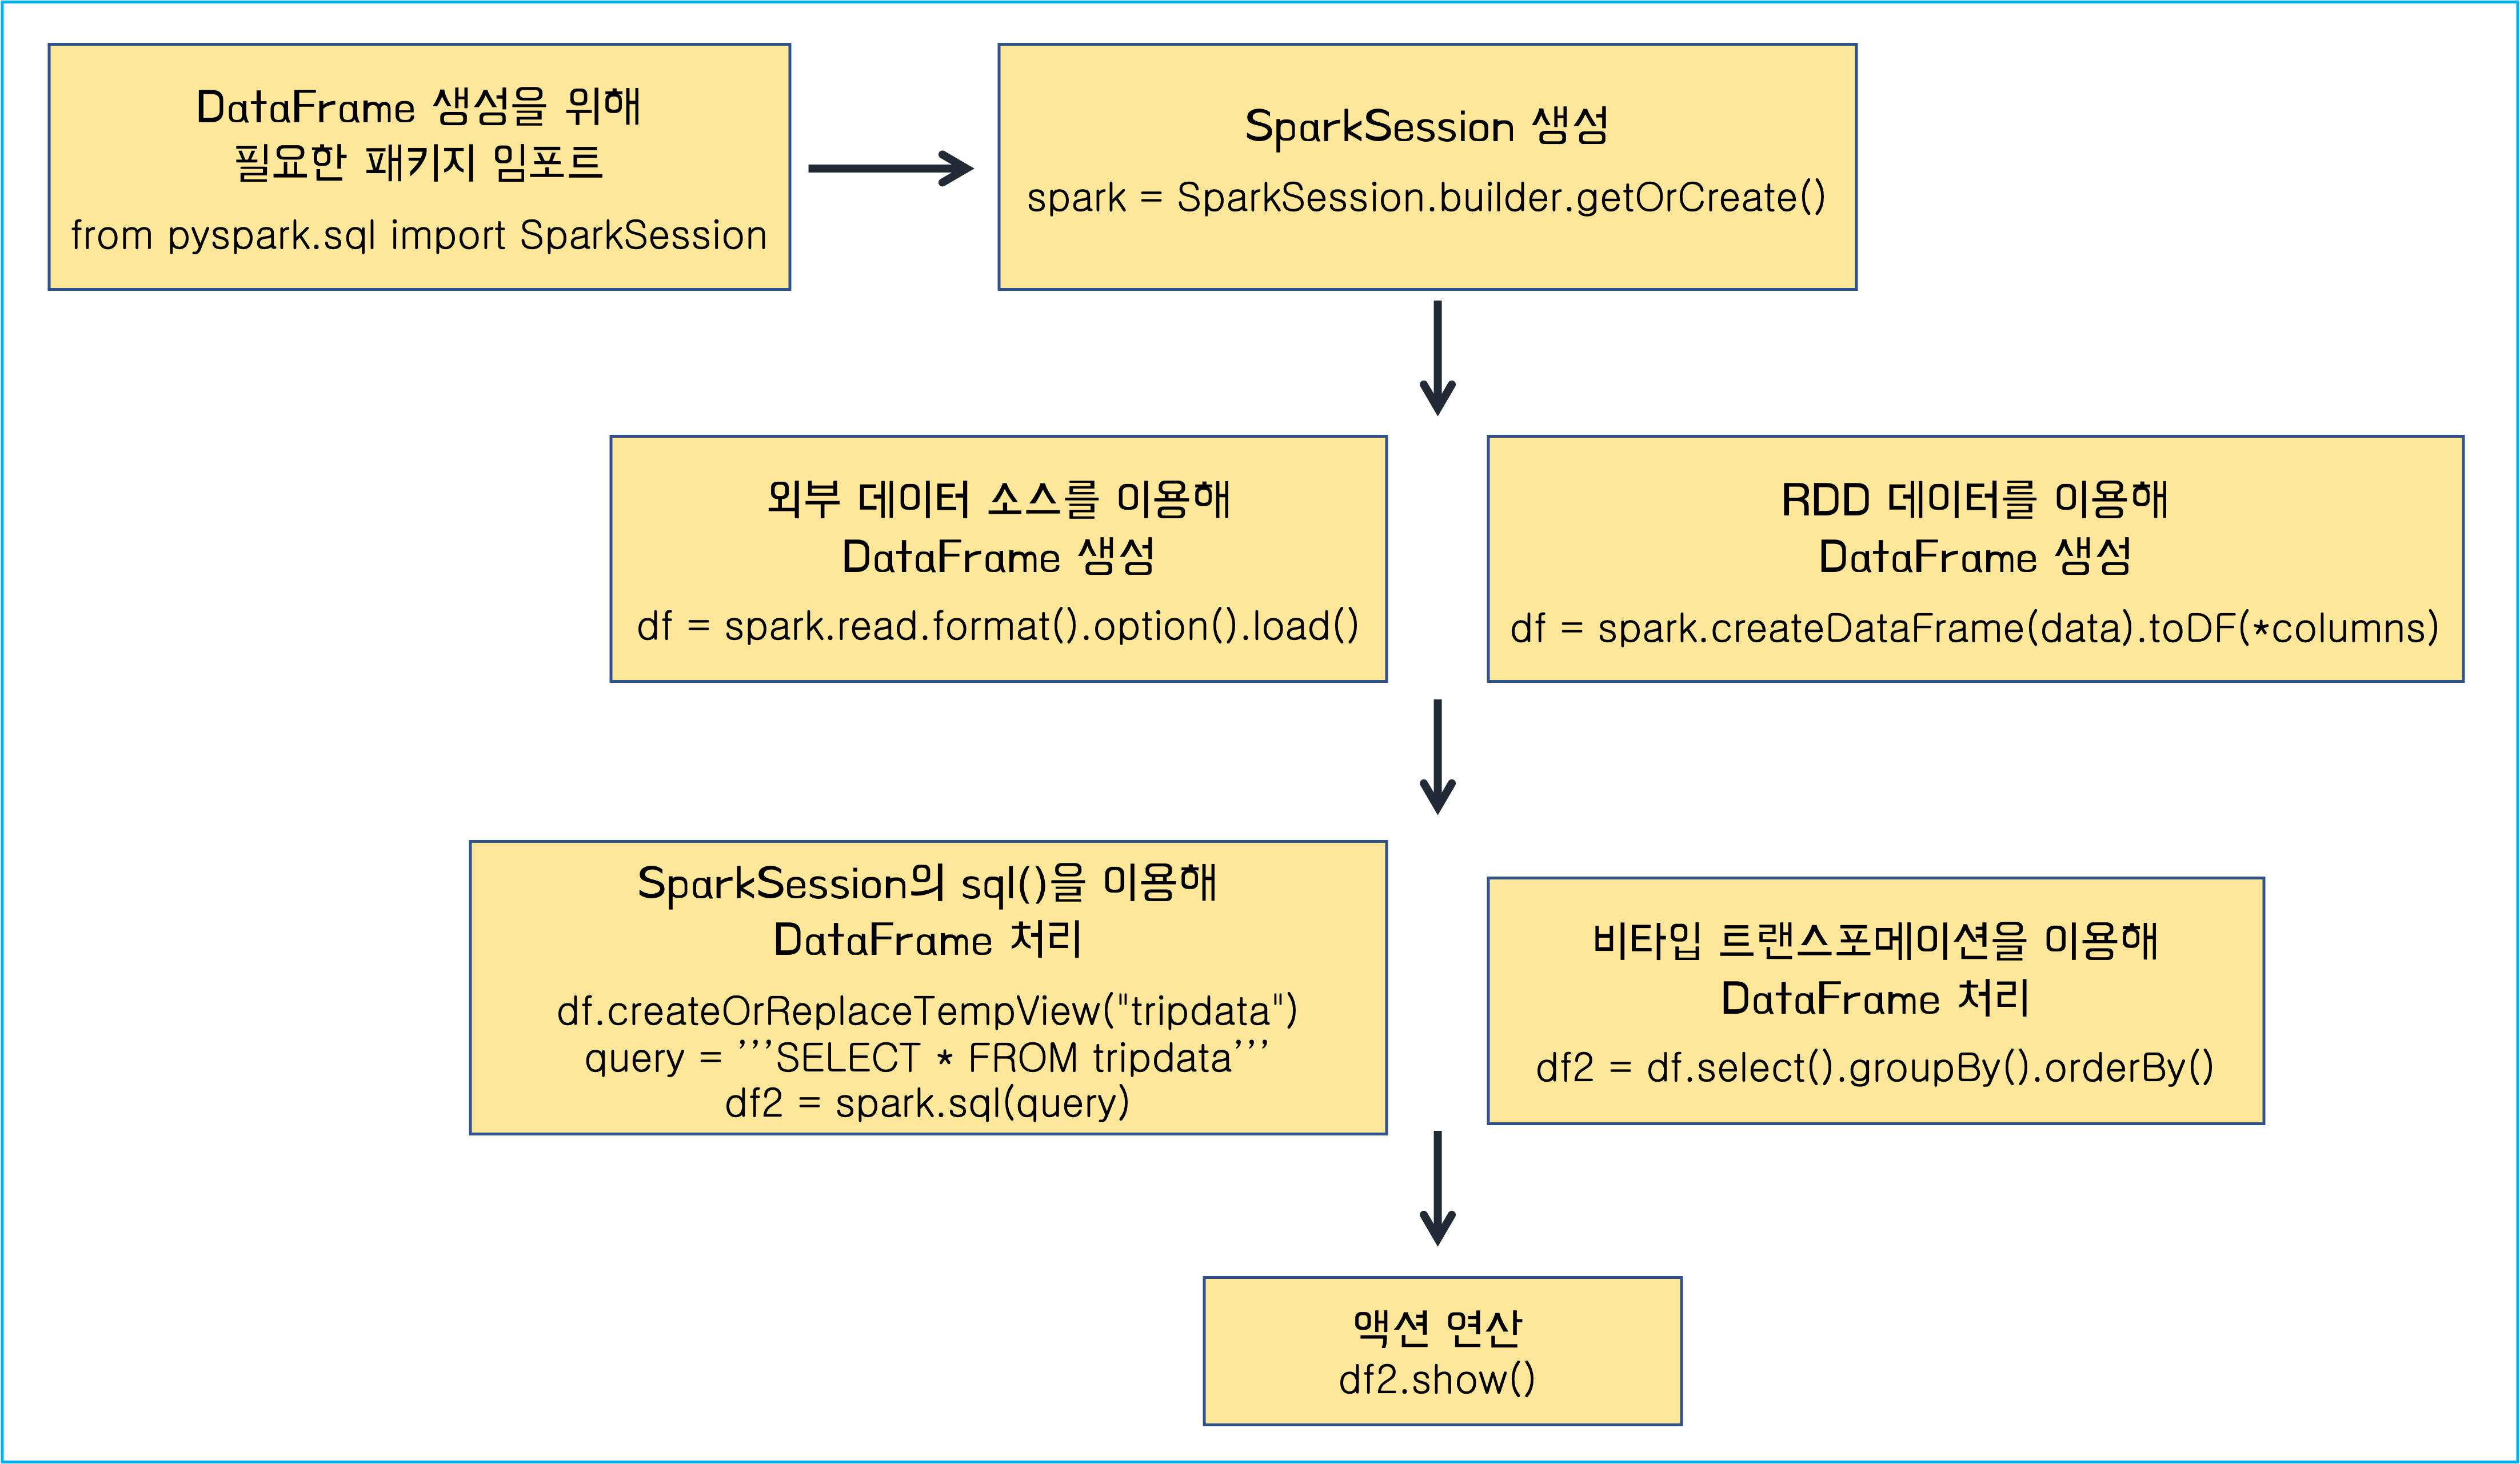 DataFrame 생성을 위해
필요한 패키지 임포트
from pyspark.sql import SparkSession
SparkSession 생성
spark = SparkSession.builder.getOrCreate()
외부 데이터 소스를 이용해
DataFrame 생성
df = spark.read.format().option().load()
RDD 데이터를 이용해
DataFrame 생성
df = spark.createDataFrame(data).toDF(*columns)
SparkSession의 sql()을 이용해
DataFrame 처리
df.createOrReplaceTempView("tripdata")
query = ’’’SELECT * FROM tripdata’’’
df2 = spark.sql(query)
비타입 트랜스포메이션을 이용해
DataFrame 처리
df2 = df.select().groupBy().orderBy()
액션 연산
df2.show()